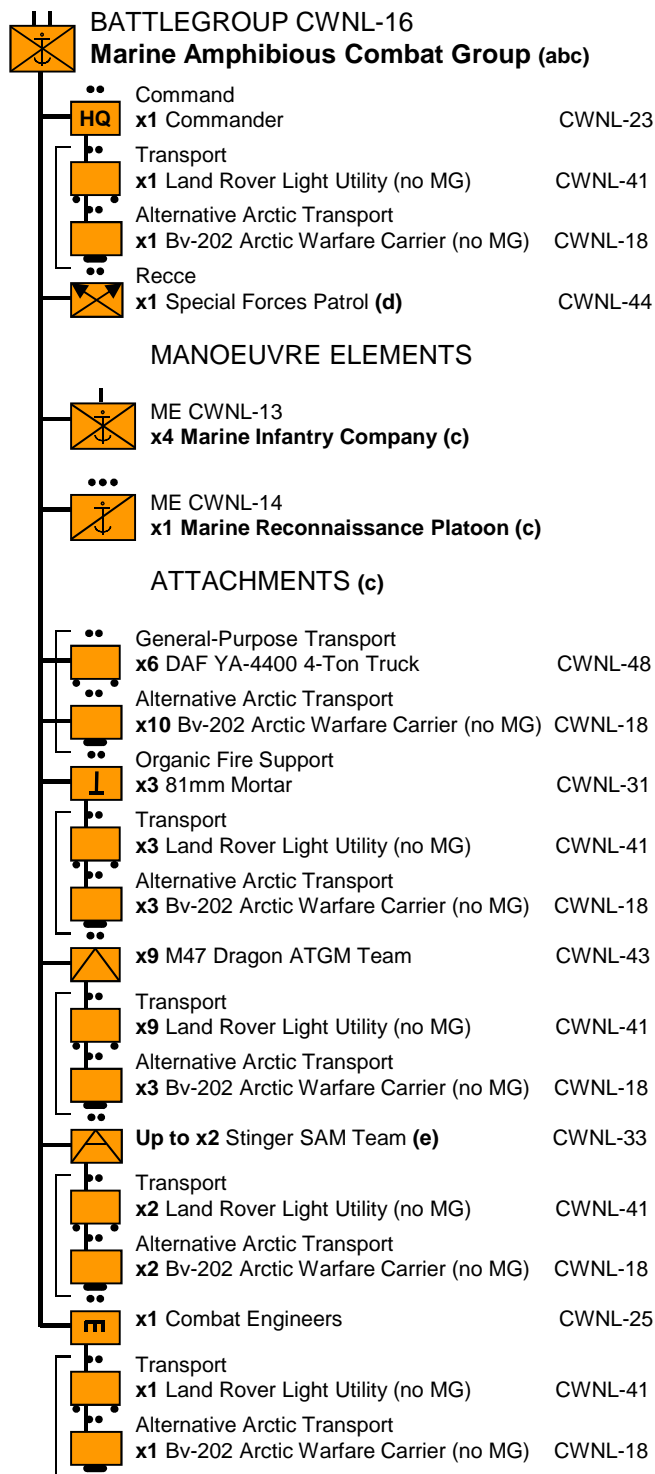 BATTLEGROUP CWNL-16
Marine Amphibious Combat Group (abc)
Command
HQ x1 Commander CWNL-23
Transport
x1 Land Rover Light Utility (no MG) CWNL-41
Alternative Arctic Transport
x1 Bv-202 Arctic Warfare Carrier (no MG) CWNL-18
Recce
x1 Special Forces Patrol (d) CWNL-44
MANOEUVRE ELEMENTS
ME CWNL-13
x4 Marine Infantry Company (c)
ME CWNL-14
x1 Marine Reconnaissance Platoon (c)
ATTACHMENTS (c)
General-Purpose Transport
x6 DAF YA-4400 4-Ton Truck CWNL-48
Alternative Arctic Transport
x10 Bv-202 Arctic Warfare Carrier (no MG) CWNL-18
Organic Fire Support
x3 81mm Mortar CWNL-31
Transport
x3 Land Rover Light Utility (no MG) CWNL-41
Alternative Arctic Transport
x3 Bv-202 Arctic Warfare Carrier (no MG) CWNL-18
x9 M47 Dragon ATGM Team CWNL-43
Transport
x9 Land Rover Light Utility (no MG) CWNL-41
Alternative Arctic Transport
x3 Bv-202 Arctic Warfare Carrier (no MG) CWNL-18
Up to x2 Stinger SAM Team (e) CWNL-33
Transport
x2 Land Rover Light Utility (no MG) CWNL-41
Alternative Arctic Transport
x2 Bv-202 Arctic Warfare Carrier (no MG) CWNL-18
x1 Combat Engineers CWNL-25
Transport
x1 Land Rover Light Utility (no MG) CWNL-41
Alternative Arctic Transport
x1 Bv-202 Arctic Warfare Carrier (no MG) CWNL-18